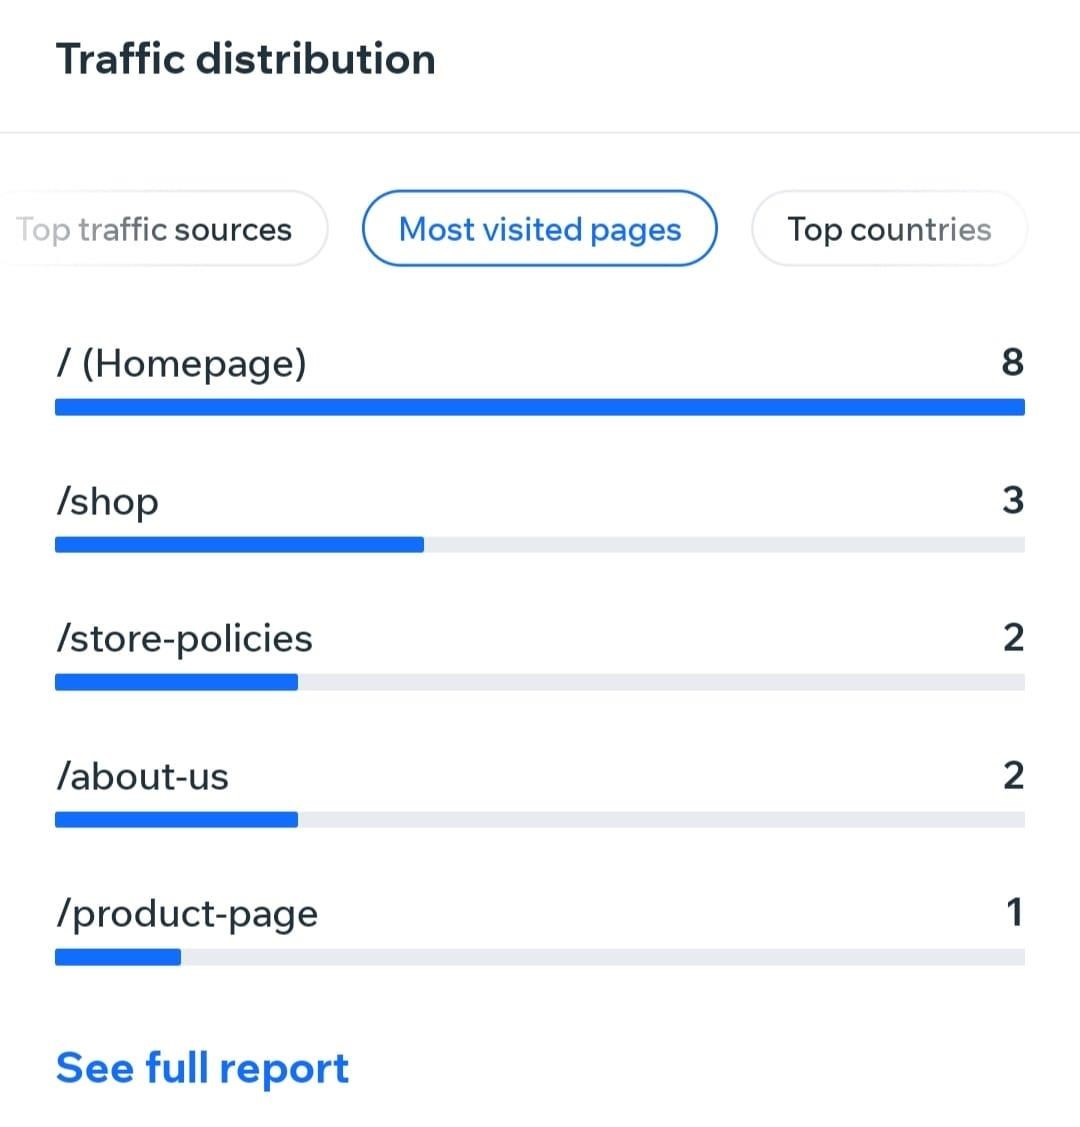 Traffic distribution
Top traffic sources Most visited pages Top countries
/ (Homepage) 8
/shop 3
/store-policies 2
/about-us 2
/product-page 1
See full report